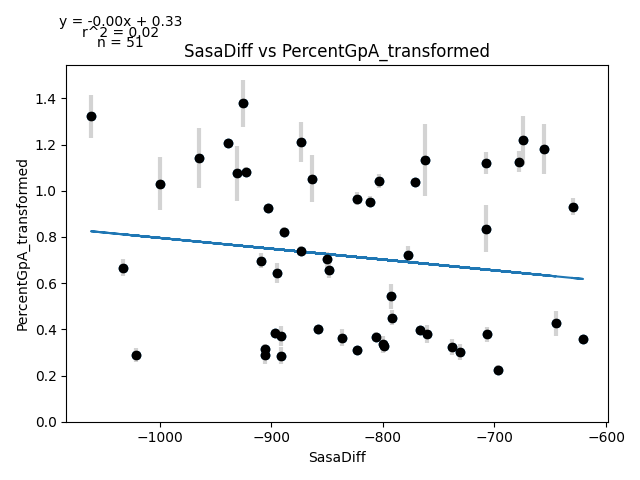 y = -0.00x + 0.33
r^2 = 0.02
n = 51
SasaDiff vs PercentGpA_transformed
PercentGpA_transformed
1.4
1.2
1.0
0.8
0.6
0.4
0.2
0.0
−1000
−900
−800
−700
−600
SasaDiff